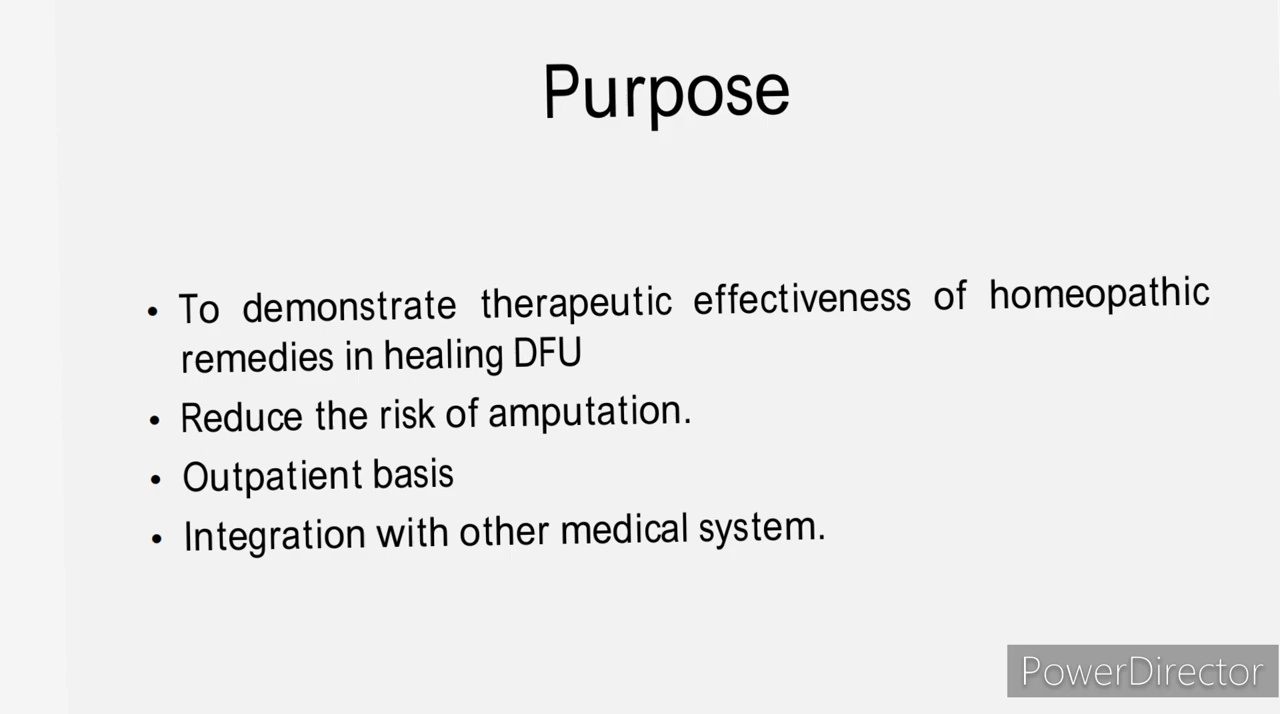 Purpose
• To demonstrate therapeutic effectiveness of homeopathic
remedies in healing DFU
• Reduce the risk of amputation.
• Outpatient basis
• Integration with other medical system.
PowerDirector